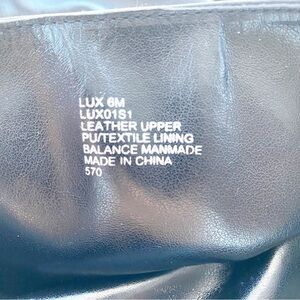 LUX 6M
LUX01S1
LEATHER UPPER
PU/TEXTILE LINING
BALANCE MANMADE
MADE IN CHINA
570